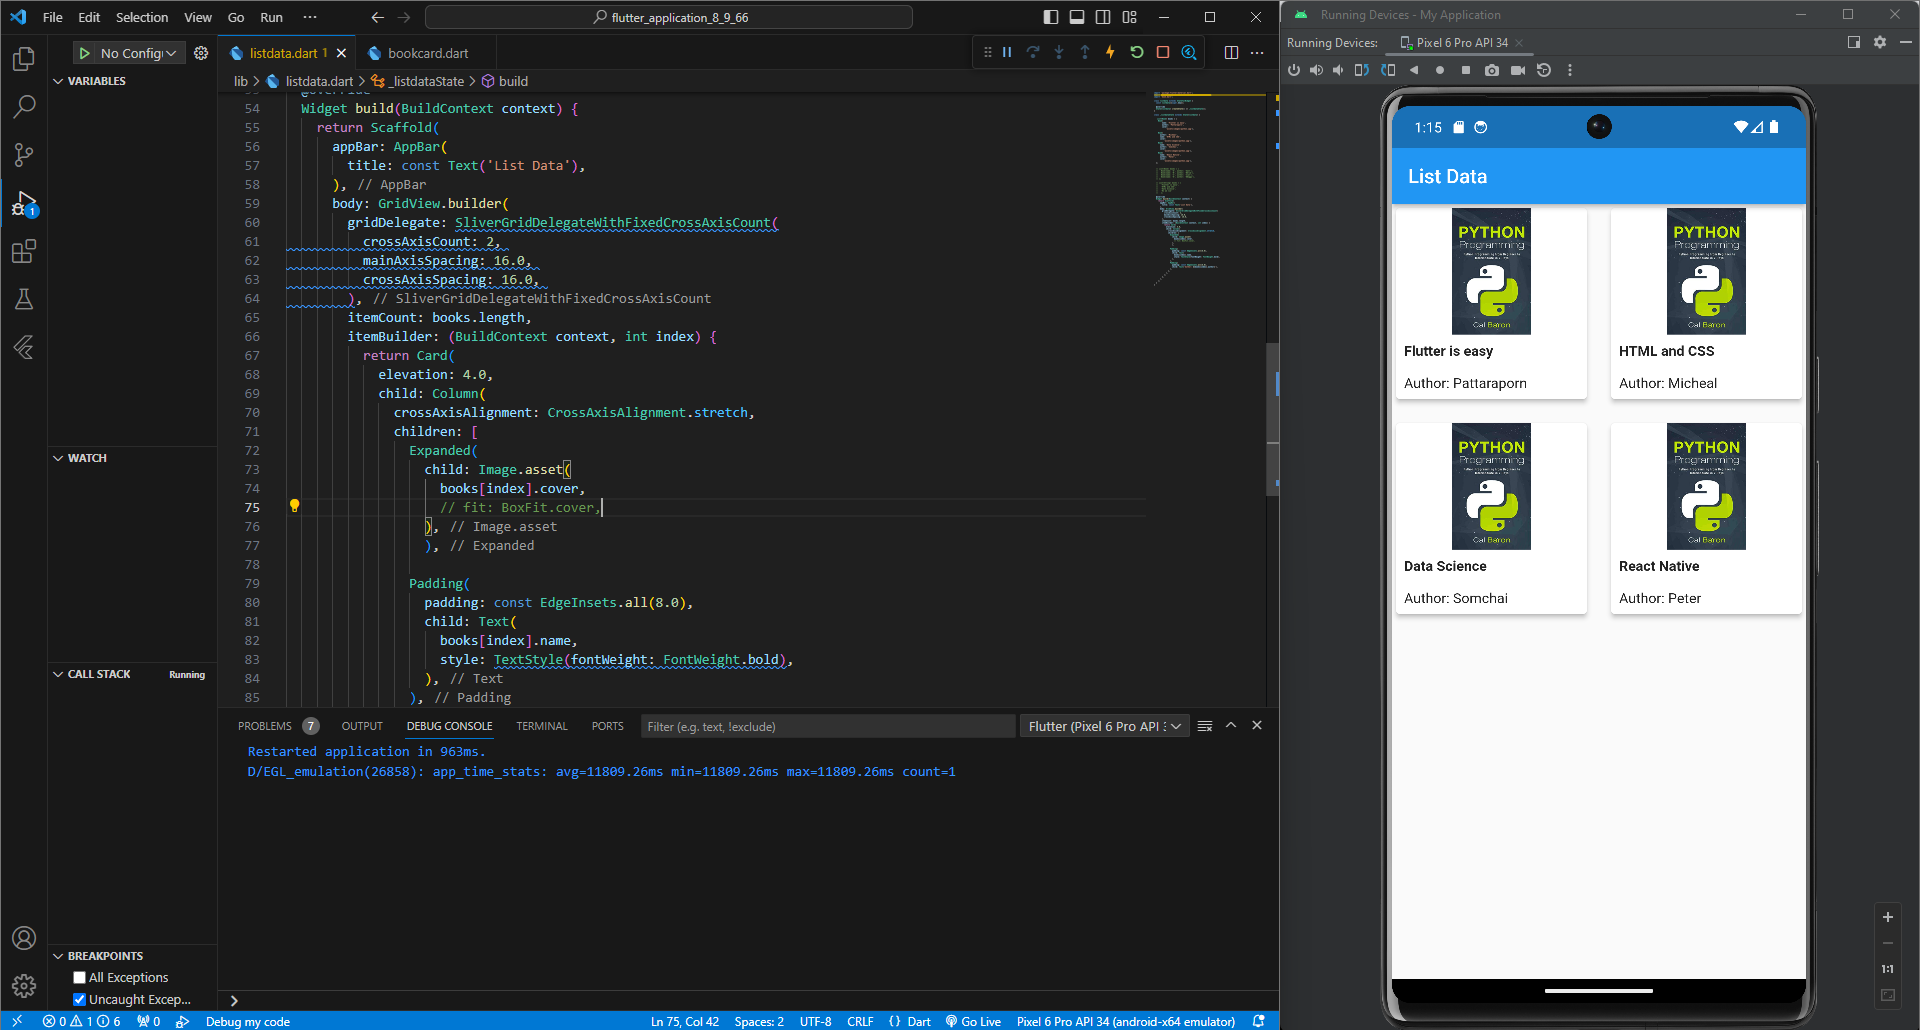 File Edit Selection View Go Run ···
flutter_application_8_9_66
No Config
listdata.dart 1
bookcard.dart
lib > listdata.dart > _listdataState > build
VARIABLES
WATCH
CALL STACK Running
BREAKPOINTS
All Exceptions
Uncaught Excep...
54 Widget build(BuildContext context) {
55 return Scaffold(
56 appBar: AppBar(
57 title: const Text('List Data'),
58 ), // AppBar
59 body: GridView.builder(
60 gridDelegate: SliverGridDelegateWithFixedCrossAxisCount(
61 crossAxisCount: 2,
62 mainAxisSpacing: 16.0,
63 crossAxisSpacing: 16.0,
64 ), // SliverGridDelegateWithFixedCrossAxisCount
65 itemCount: books.length,
66 itemBuilder: (BuildContext context, int index) {
67 return Card(
68 elevation: 4.0,
69 child: Column(
70 crossAxisAlignment: CrossAxisAlignment.stretch,
71 children: [
72 Expanded(
73 child: Image.asset(
74 books[index].cover,
75 // fit: BoxFit.cover,
76 ), // Image.asset
77 ), // Expanded
78
79 Padding(
80 padding: const EdgeInsets.all(8.0),
81 child: Text(
82 books[index].name,
83 style: TextStyle(fontWeight: FontWeight.bold),
84 ), // Text
85 ), // Padding
PROBLEMS 7 OUTPUT DEBUG CONSOLE TERMINAL PORTS
Filter (e.g. text, !exclude)
Flutter (Pixel 6 Pro API
Restarted application in 963ms.
D/EGL_emulation(26858): app_time_stats: avg=11809.26ms min=11809.26ms max=11809.26ms count=1
0 1 6 0 Debug my code
Ln 75, Col 42 Spaces: 2 UTF-8 CRLF {} Dart Go Live Pixel 6 Pro API 34 (android-x64 emulator)
Running Devices - My Application
Running Devices: Pixel 6 Pro API 34
1:15
List Data
PYTHON
Programming
Cal Baron
Flutter is easy
Author: Pattaraporn
PYTHON
Programming
Cal Baron
HTML and CSS
Author: Micheal
PYTHON
Programming
Cal Baron
Data Science
Author: Somchai
PYTHON
Programming
Cal Baron
React Native
Author: Peter
1:1